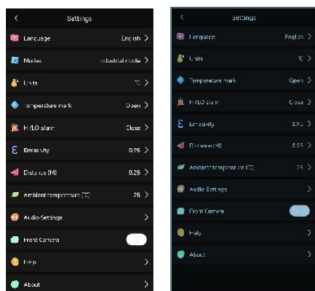 Settings
Language English
Modes Industrial mode
Units °C
Temperature mark Open
HI/LO alarm Close
Emissivity 0.95
Distance (M) 0.25
Ambient temperature (°C) 25
Audio Settings
Front Camera
Help
About
Settings
Language English
Units °C
Temperature mark Open
HI/LO alarm Close
Emissivity 0.95
Distance (M) 0.25
Ambient temperature (°C) 25
Audio Settings
Front Camera
Help
About